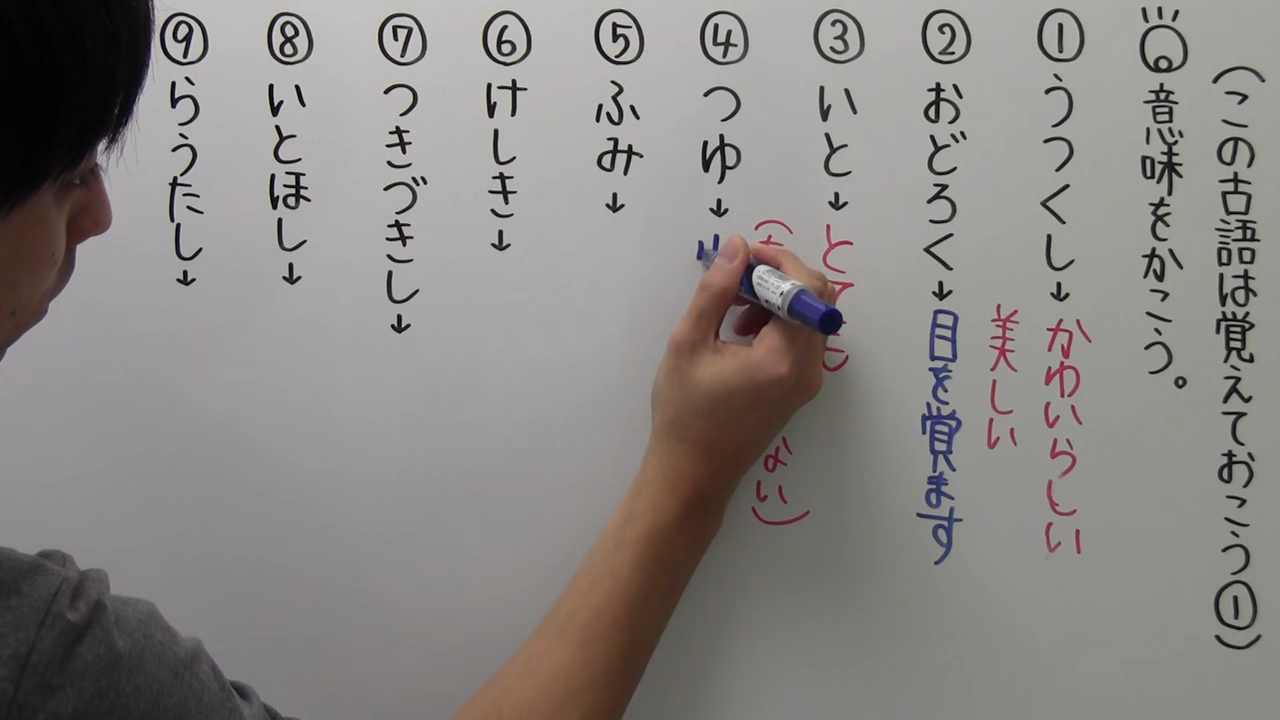 (この古語は覚えておこう①)
意味をかこう。
①うつくし→かわいらしい
美しい
②おどろく→目を覚ます
③いと→とても
ない)
④つゆ→
⑤ふみ→
⑥けしき→
⑦つきづきし→
⑧いとほし→
⑨らうたし→